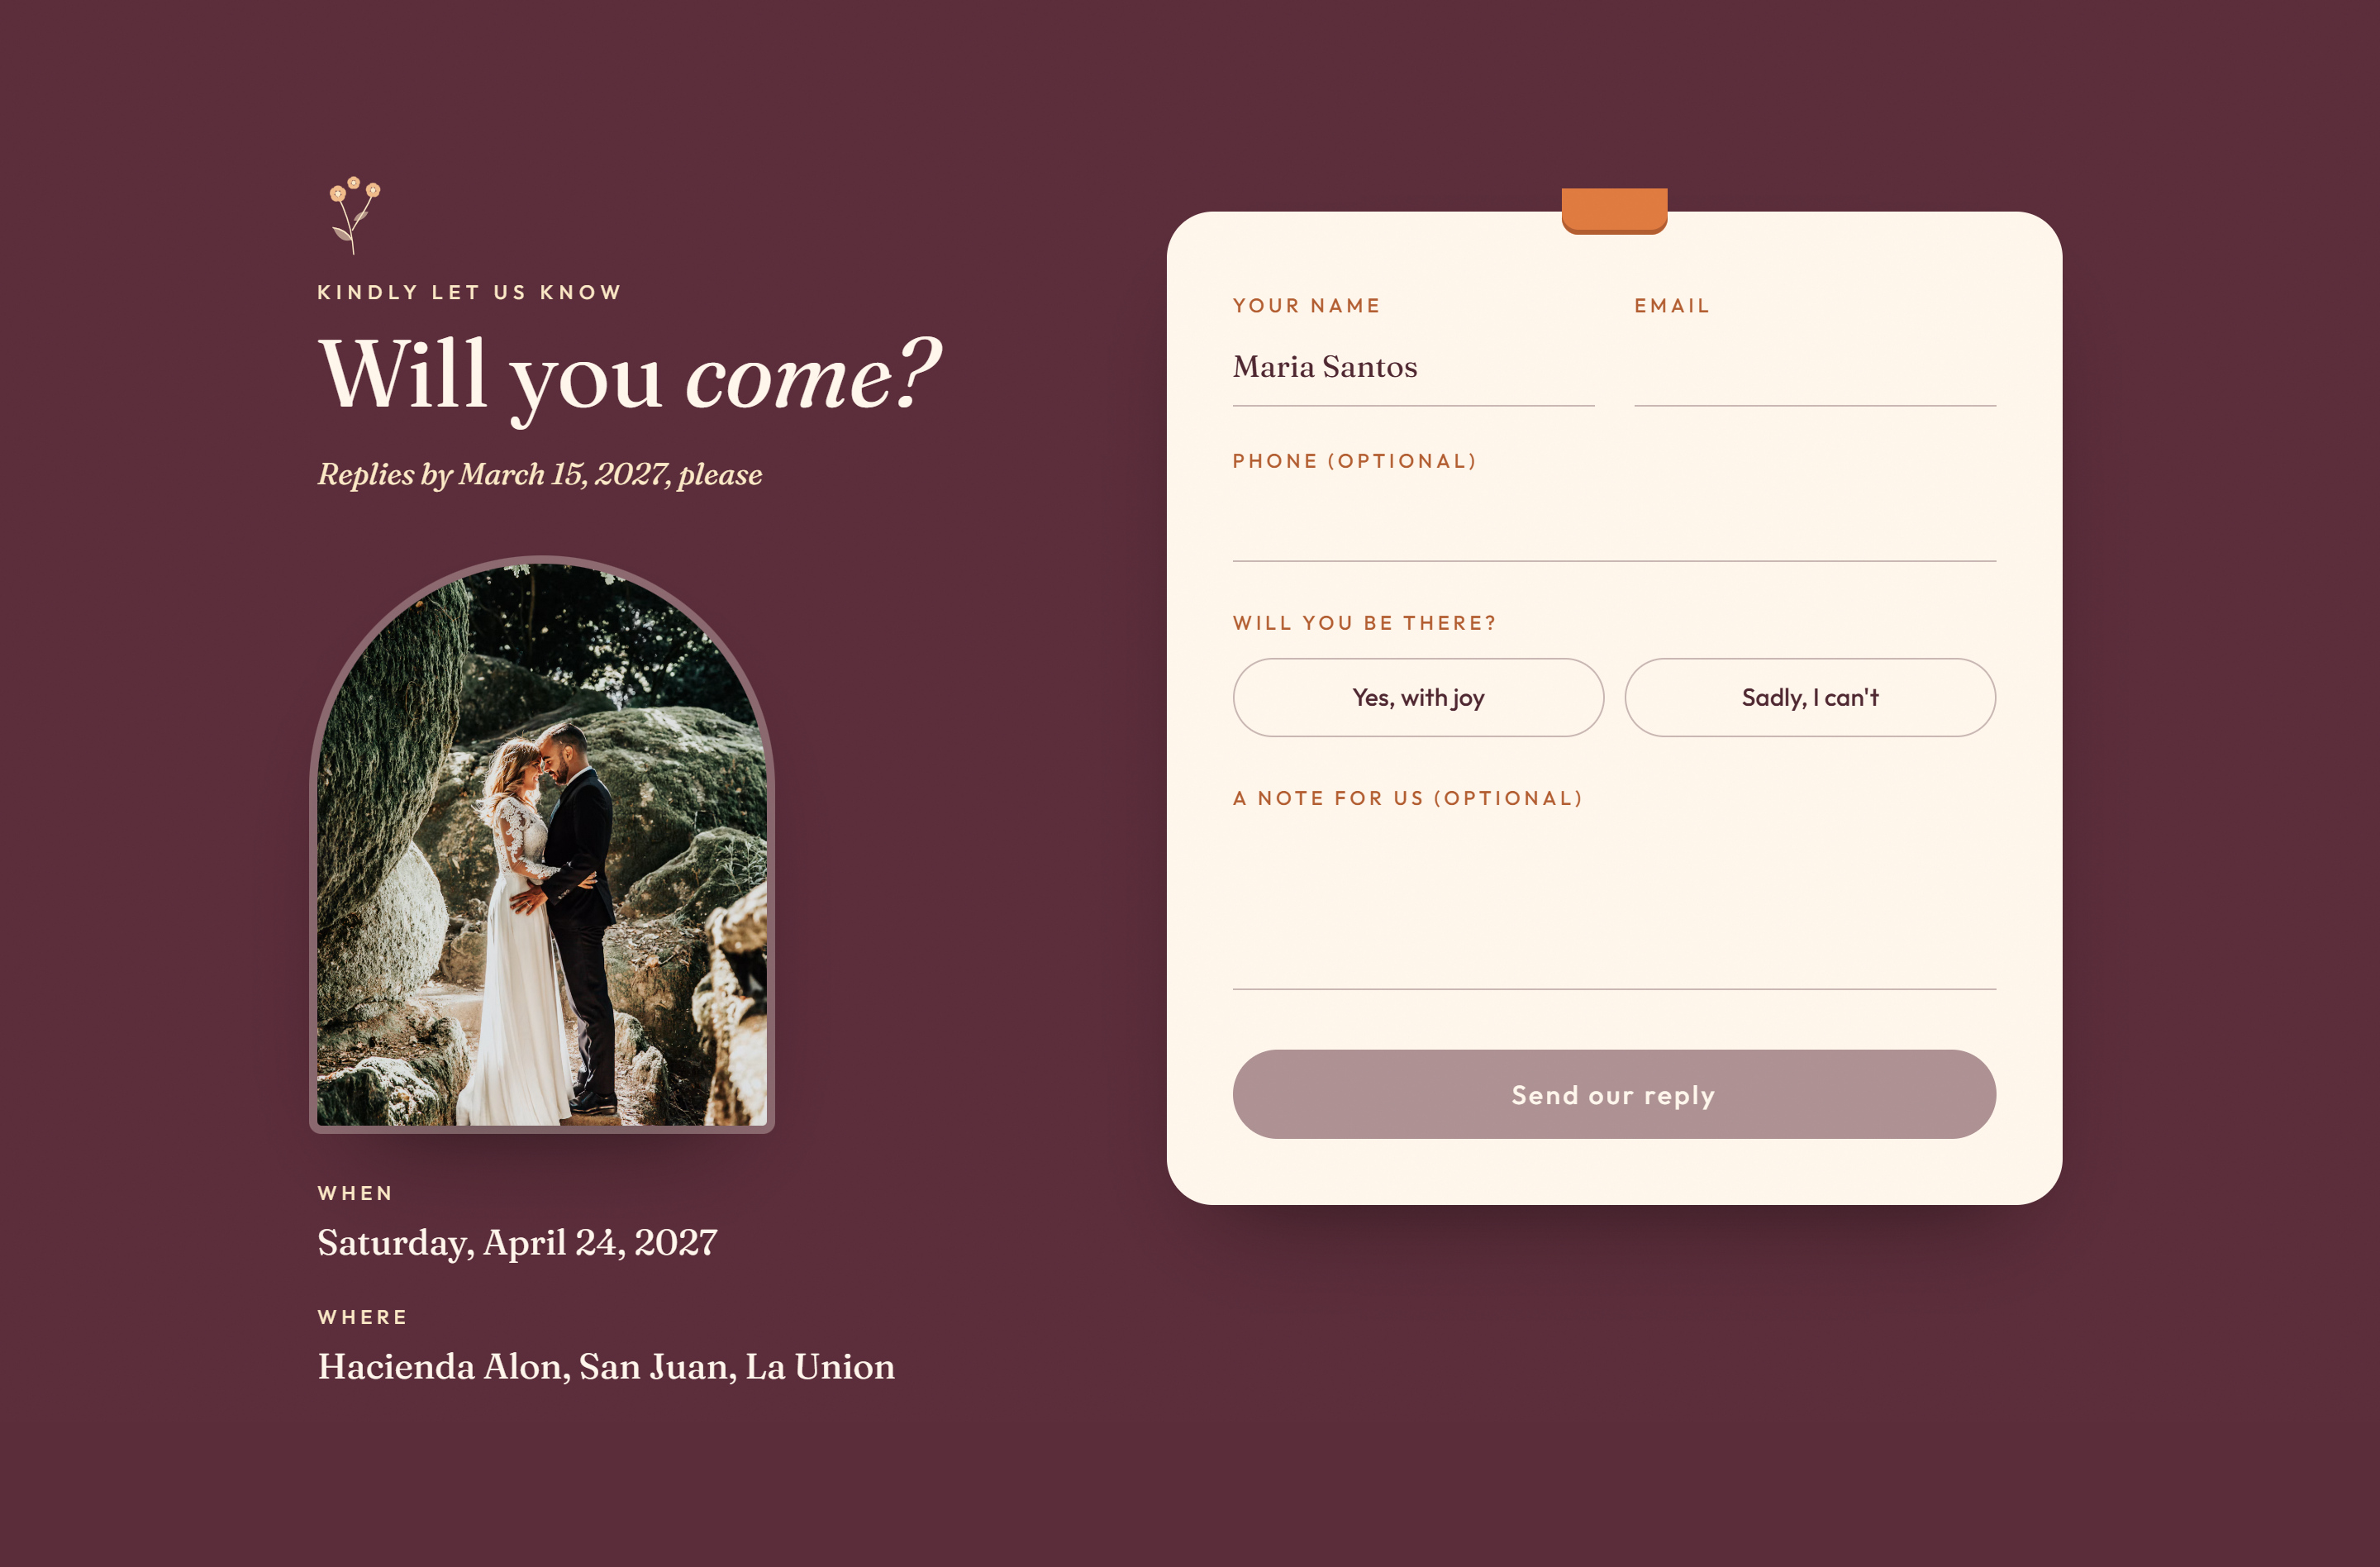 KINDLY LET US KNOW
Will you come?
Replies by March 15, 2027, please
WHEN
Saturday, April 24, 2027
WHERE
Hacienda Alon, San Juan, La Union
YOUR NAME
EMAIL
Maria Santos
PHONE (OPTIONAL)
WILL YOU BE THERE?
Yes, with joy
Sadly, I can't
A NOTE FOR US (OPTIONAL)
Send our reply